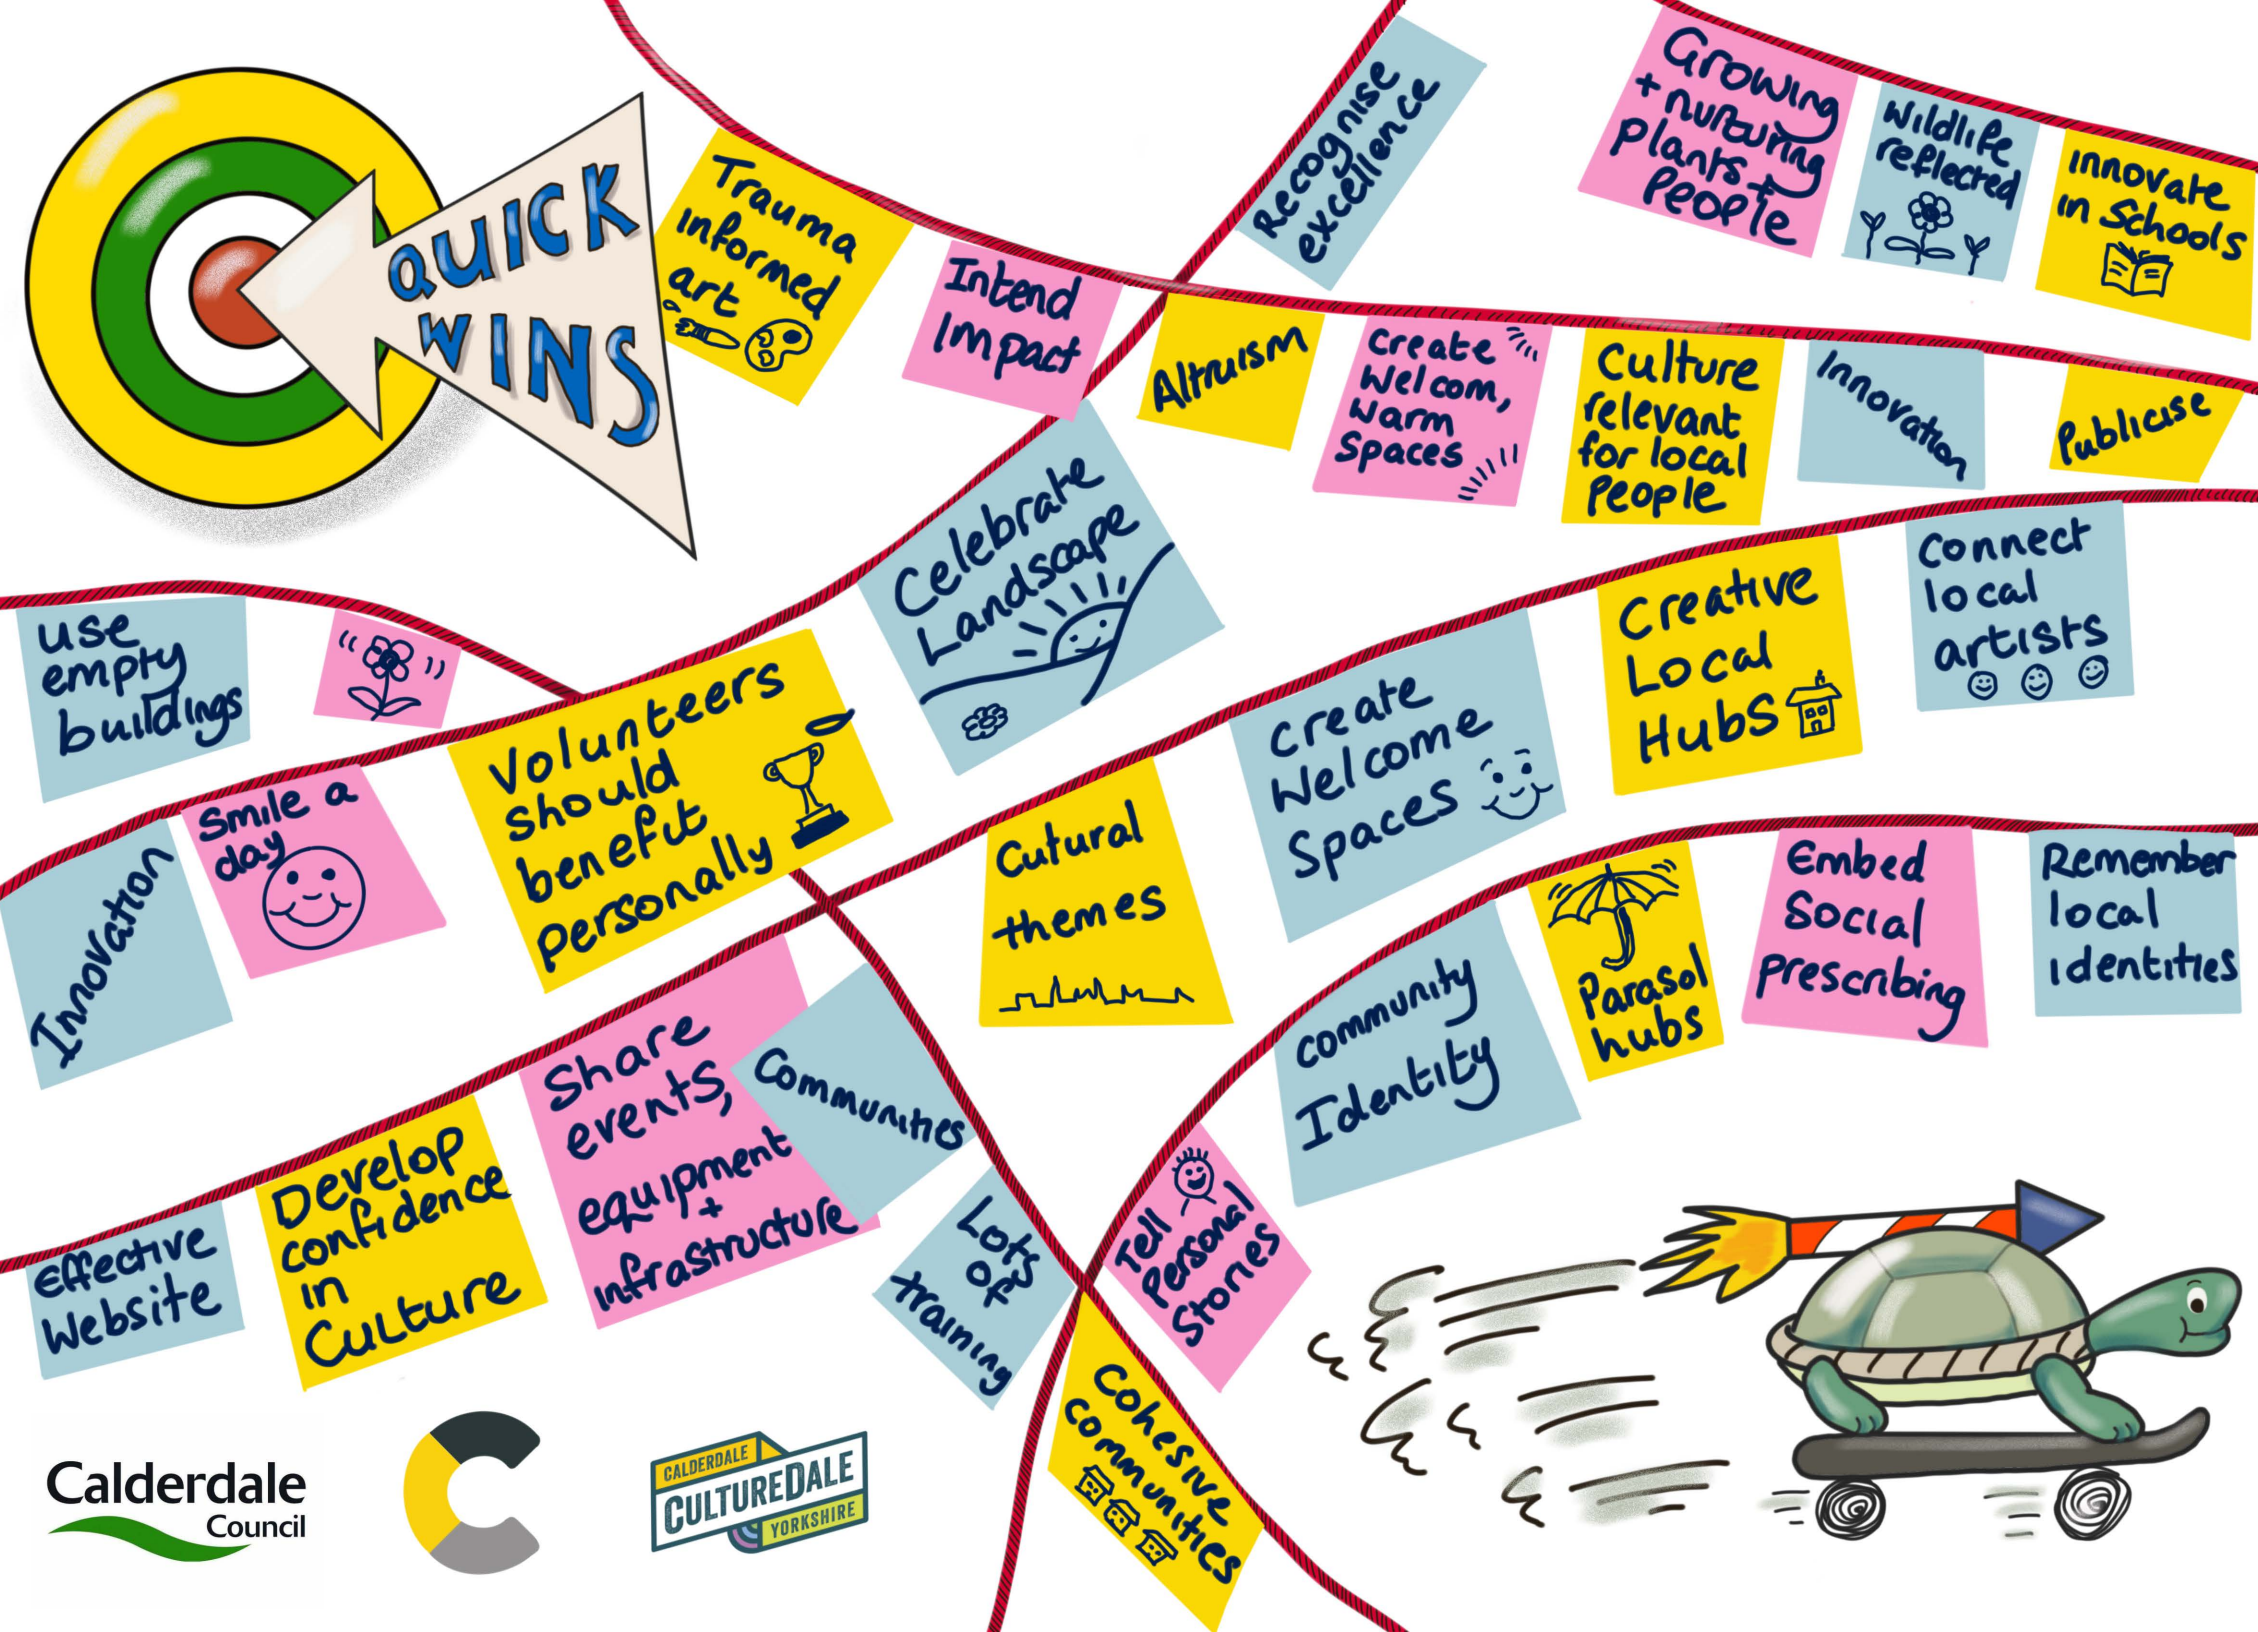 QUICK
WINS
Trauma
informed
art
Intend
Impact
Recognise
excellence
Growing
+ nurturing
plants +
People
Wildlife
reflected
innovate
in Schools
Altruism
Create
Welcom,
warm
Spaces
Culture
relevant
for local
People
Innovation
Publicise
Celebrate
Landscape
use
empty
buildings
Volunteers
should
benefit
personally
Smile a
day
Innovation
Cutural
themes
Create
Welcome
Spaces
Creative
Local
Hubs
Connect
local
artists
Community
Identity
Parasol
hubs
Embed
Social
Prescribing
Remember
local
identities
Effective
Website
Develop
confidence
in
Culture
Share
events,
equipment
+
infrastructure
Communities
Lots
of
training
Tell
Personal
Stories
Cohesive
communities
Calderdale
Council
CALDERDALE
CULTUREDALE
YORKSHIRE